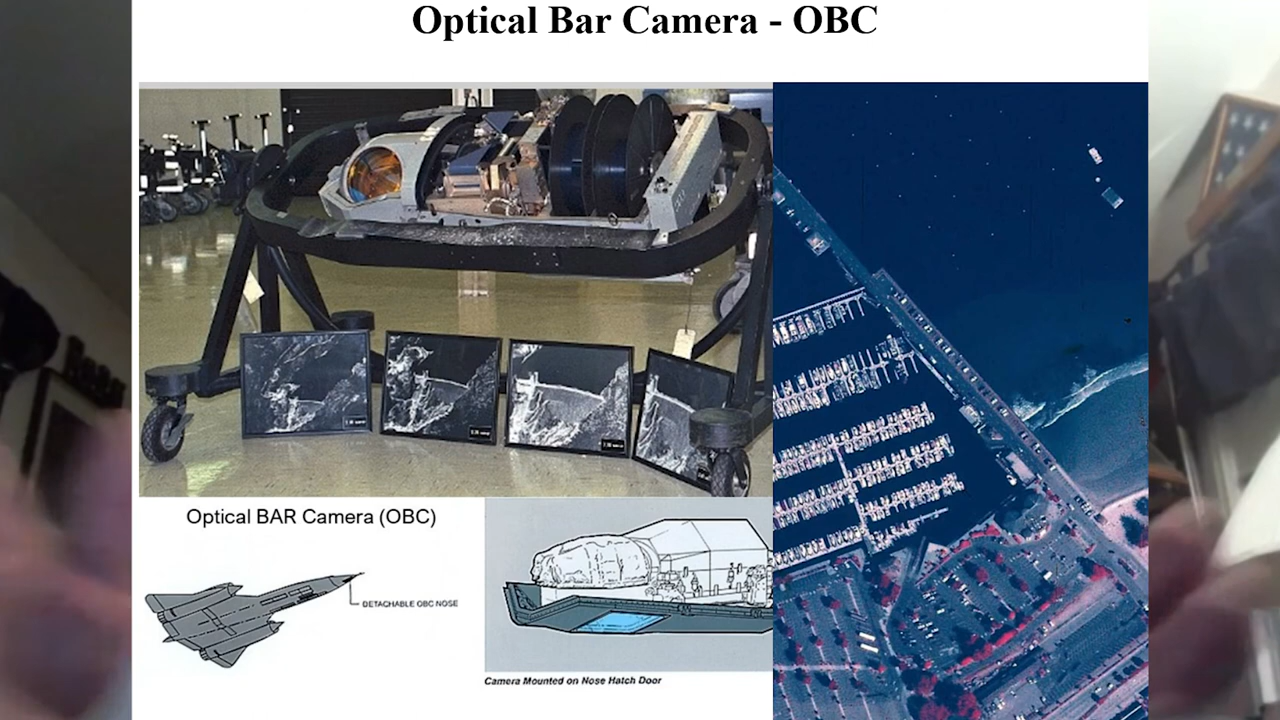 Optical Bar Camera - OBC
Optical BAR Camera (OBC)
DETACHABLE OBC NOSE
Camera Mounted on Nose Hatch Door